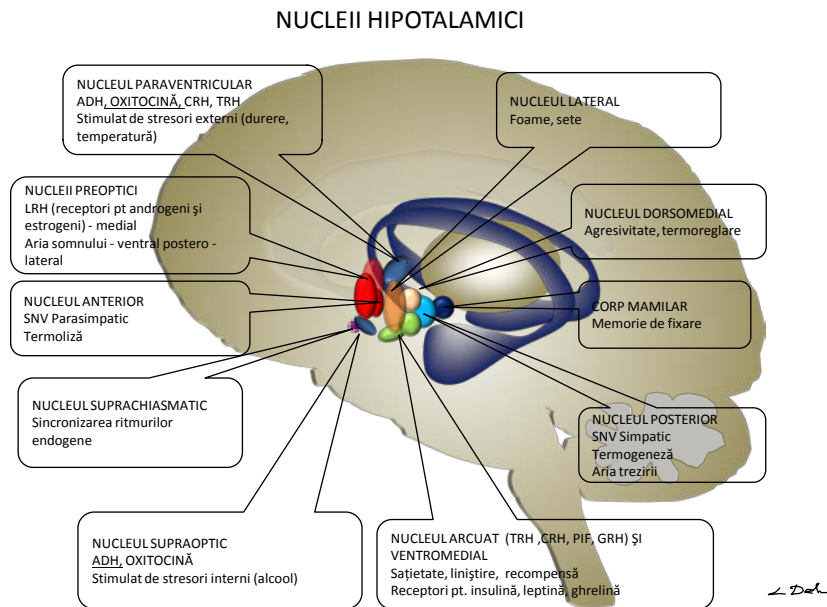 NUCLEII HIPOTALAMICI
NUCLEUL PARAVENTRICULAR
ADH, OXITOCINĂ, CRH, TRH
Stimulat de stresori externi (durere,
temperatură)
NUCLEUL LATERAL
Foame, sete
NUCLEII PREOPTICI
LRH (receptori pt androgeni și
estrogeni) - medial
Aria somnului - ventral postero -
lateral
NUCLEUL DORSOMEDIAL
Agresivitate, termoreglare
NUCLEUL ANTERIOR
SNV Parasimpatic
Termoliză
CORP MAMILAR
Memorie de fixare
NUCLEUL SUPRACHIASMATIC
Sincronizarea ritmurilor
endogene
NUCLEUL POSTERIOR
SNV Simpatic
Termogeneză
Aria trezirii
NUCLEUL SUPRAOPTIC
ADH, OXITOCINĂ
Stimulat de stresori interni (alcool)
NUCLEUL ARCUAT (TRH ,CRH, PIF, GRH) ȘI
VENTROMEDIAL
Sațietate, liniștire, recompensă
Receptori pt. insulină, leptină, ghrelină